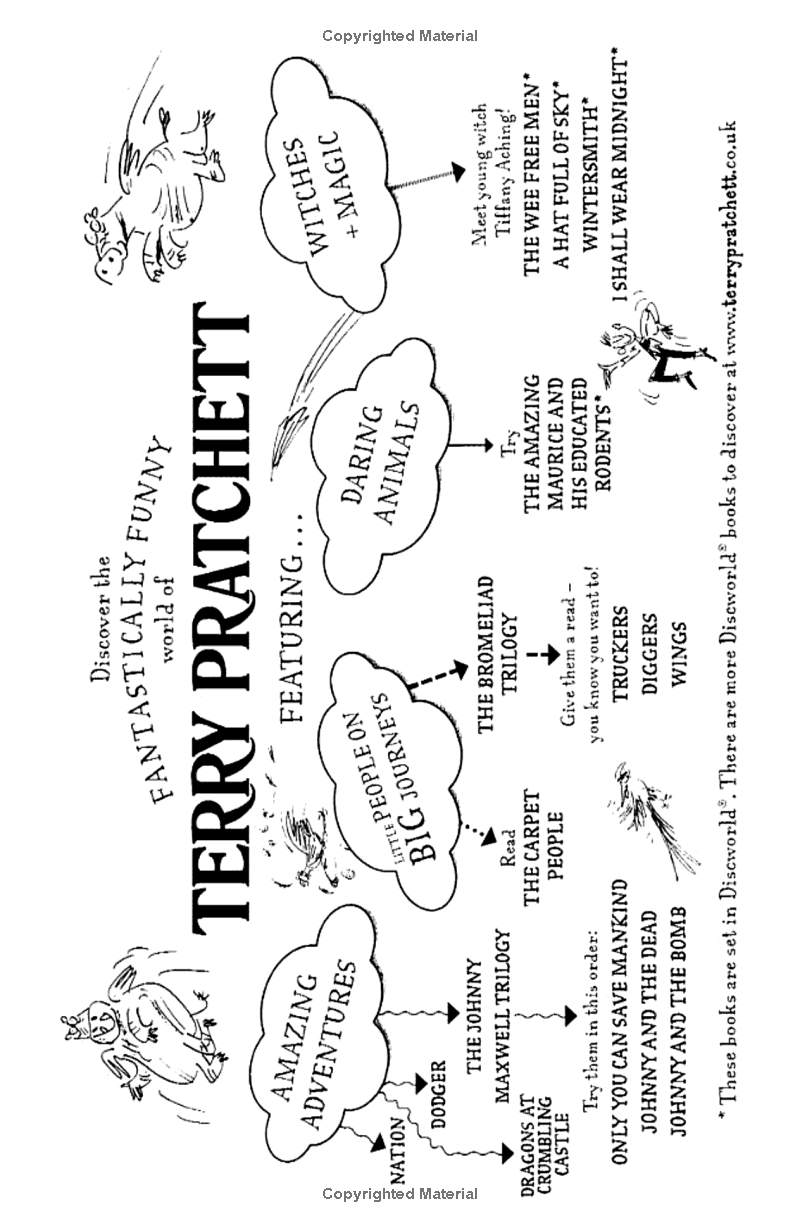 Copyrighted Material
Discover the
FANTASTICALLY FUNNY
world of
TERRY PRATCHETT
FEATURING...
AMAZING
ADVENTURES
NATION
DODGER
DRAGONS AT
CRUMBLING
CASTLE
THE JOHNNY
MAXWELL TRILOGY
Try them in this order:
ONLY YOU CAN SAVE MANKIND
JOHNNY AND THE DEAD
JOHNNY AND THE BOMB
LITTLE PEOPLE ON
BIG JOURNEYS
Read
THE CARPET
PEOPLE
THE BROMELIAD
TRILOGY
Give them a read –
you know you want to!
TRUCKERS
DIGGERS
WINGS
DARING
ANIMALS
Try
THE AMAZING
MAURICE AND
HIS EDUCATED
RODENTS*
WITCHES
+ MAGIC
Meet young witch
Tiffany Aching!
THE WEE FREE MEN*
A HAT FULL OF SKY*
WINTERSMITH*
I SHALL WEAR MIDNIGHT*
* These books are set in Discworld®. There are more Discworld® books to discover at www.terrypratchett.co.uk
Copyrighted Material